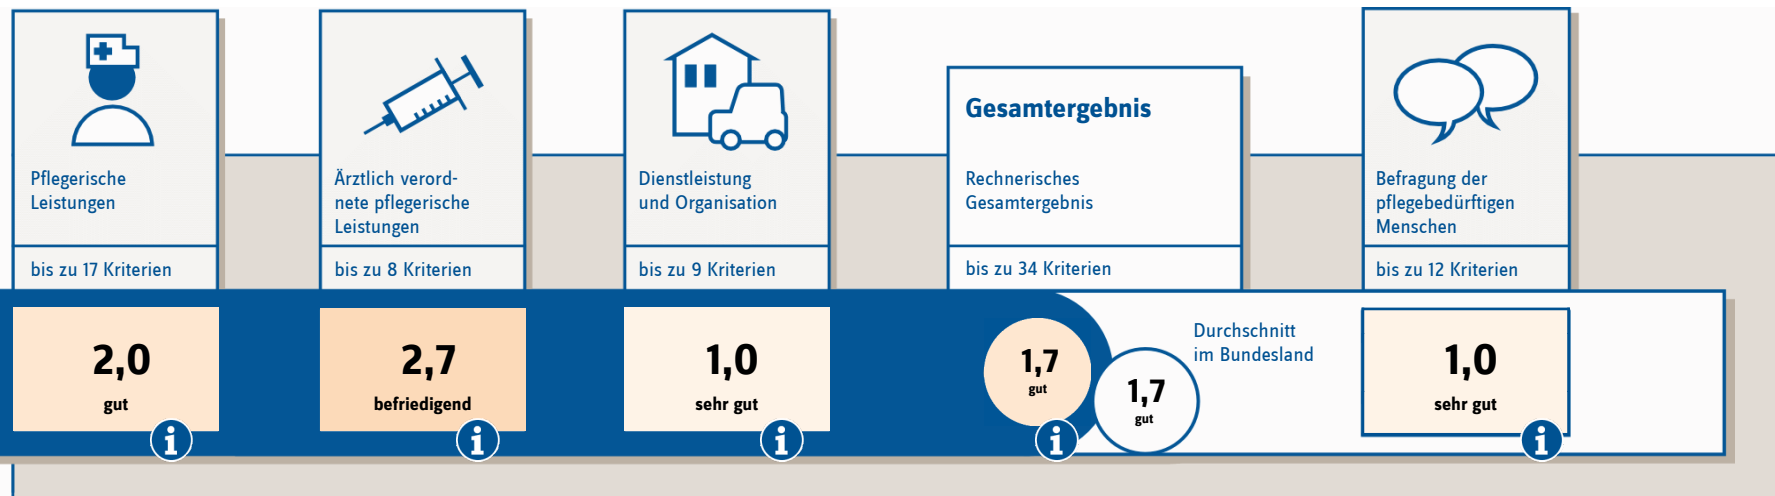 Pflegerische
Leistungen
bis zu 17 Kriterien
2,0
gut
i
Ärztlich verord-
nete pflegerische
Leistungen
bis zu 8 Kriterien
2,7
befriedigend
i
Dienstleistung
und Organisation
bis zu 9 Kriterien
1,0
sehr gut
i
Gesamtergebnis
Rechnerisches
Gesamtergebnis
bis zu 34 Kriterien
1,7
gut
i
Durchschnitt
im Bundesland
1,7
gut
Befragung der
pflegebedürftigen
Menschen
bis zu 12 Kriterien
1,0
sehr gut
i